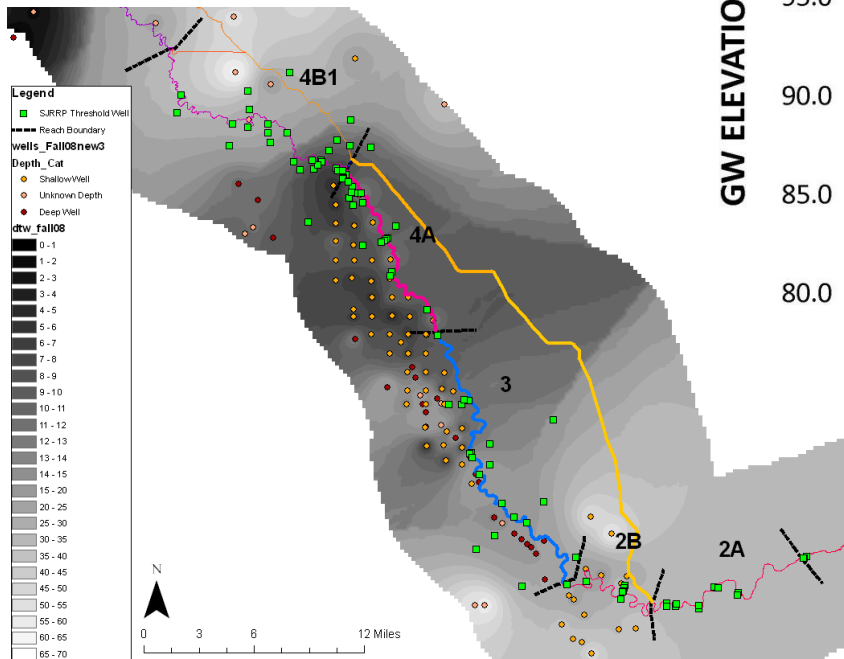 Legend
SJRRP Threshold Well
Reach Boundary
wells_Fall08new3
Depth_Cat
Shallow Well
Unknown Depth
Deep Well
dtw_fall08
0 - 1
1 - 2
2 - 3
3 - 4
4 - 5
5 - 6
6 - 7
7 - 8
8 - 9
9 - 10
10 - 11
11 - 12
12 - 13
13 - 14
14 - 15
15 - 20
20 - 25
25 - 30
30 - 35
35 - 40
40 - 45
45 - 50
50 - 55
55 - 60
60 - 65
65 - 70
4B1
4A
3
2B
2A
N
0 3 6 12 Miles
GW ELEVATIO
95.0
90.0
85.0
80.0